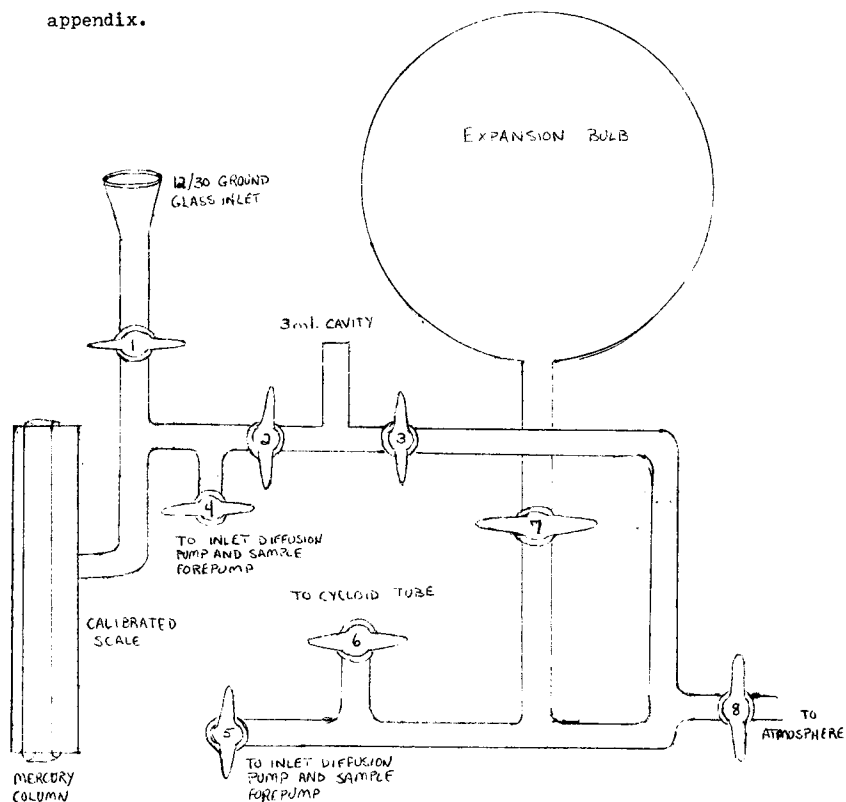 appendix.
EXPANSION BULB
12/30 GROUND
GLASS INLET
1
3ml. CAVITY
2
3
4
TO INLET DIFFUSION
PUMP AND SAMPLE
FOREPUMP
7
TO CYCLOID TUBE
CALIBRATED
SCALE
6
5
8
TO
ATMOSPHERE
TO INLET DIFFUSION
PUMP AND SAMPLE
FOREPUMP
MERCURY
COLUMN